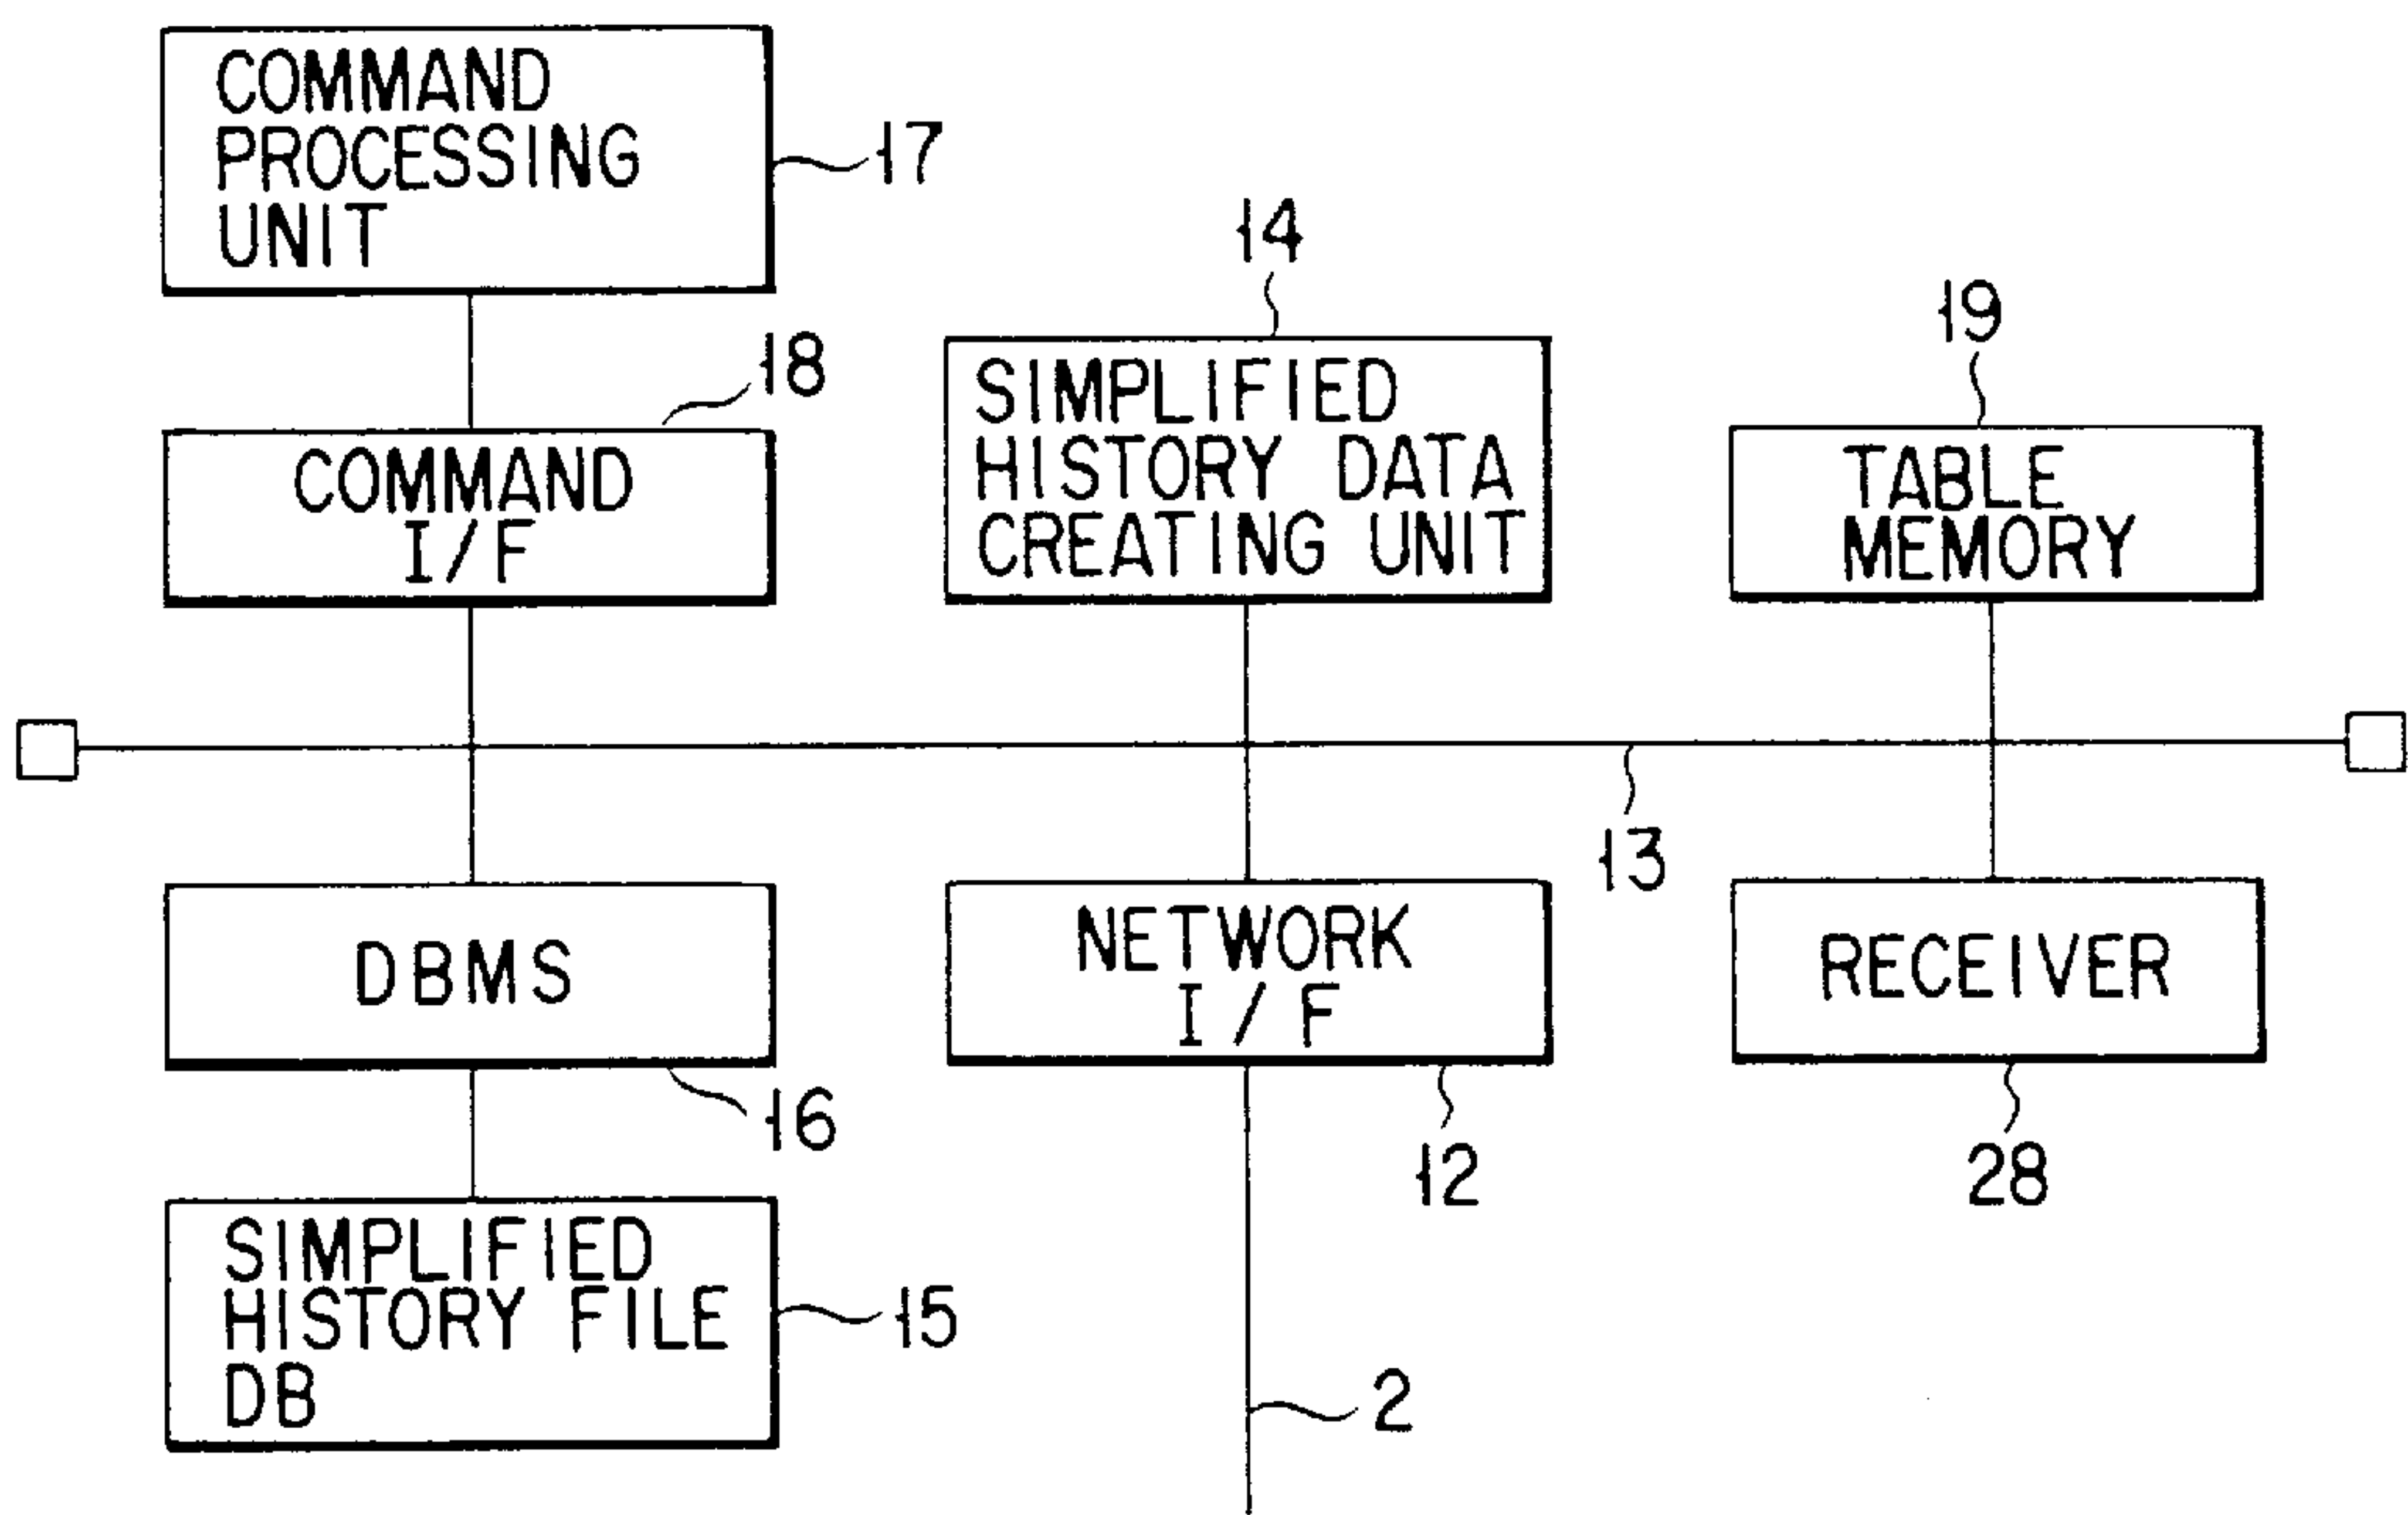 COMMAND
PROCESSING
UNIT
17
18
COMMAND
I/F
14
SIMPLIFIED
HISTORY DATA
CREATING UNIT
19
TABLE
MEMORY
13
DBMS
16
NETWORK
I/F
12
RECEIVER
28
SIMPLIFIED
HISTORY FILE
DB
15
2